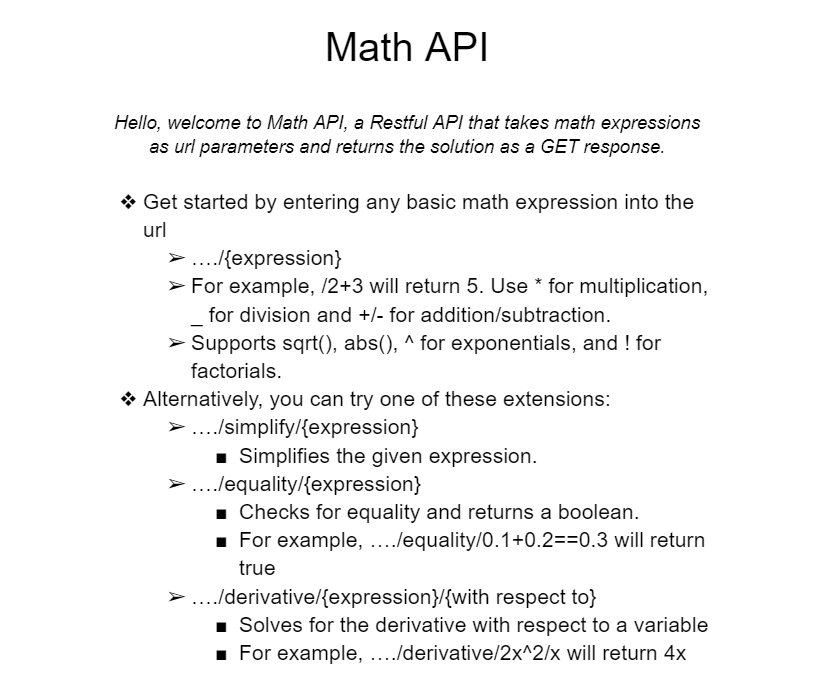 Math API
Hello, welcome to Math API, a Restful API that takes math expressions
as url parameters and returns the solution as a GET response.
❖ Get started by entering any basic math expression into the
url
➢ …./{expression}
➢ For example, /2+3 will return 5. Use * for multiplication,
_ for division and +/- for addition/subtraction.
➢ Supports sqrt(), abs(), ^ for exponentials, and ! for
factorials.
❖ Alternatively, you can try one of these extensions:
➢ …./simplify/{expression}
■ Simplifies the given expression.
➢ …./equality/{expression}
■ Checks for equality and returns a boolean.
■ For example, …./equality/0.1+0.2==0.3 will return
true
➢ …./derivative/{expression}/{with respect to}
■ Solves for the derivative with respect to a variable
■ For example, …./derivative/2x^2/x will return 4x